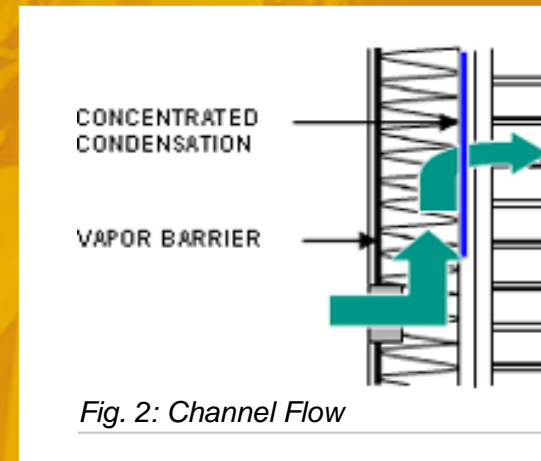 CONCENTRATED
CONDENSATION
VAPOR BARRIER
Fig. 2: Channel Flow